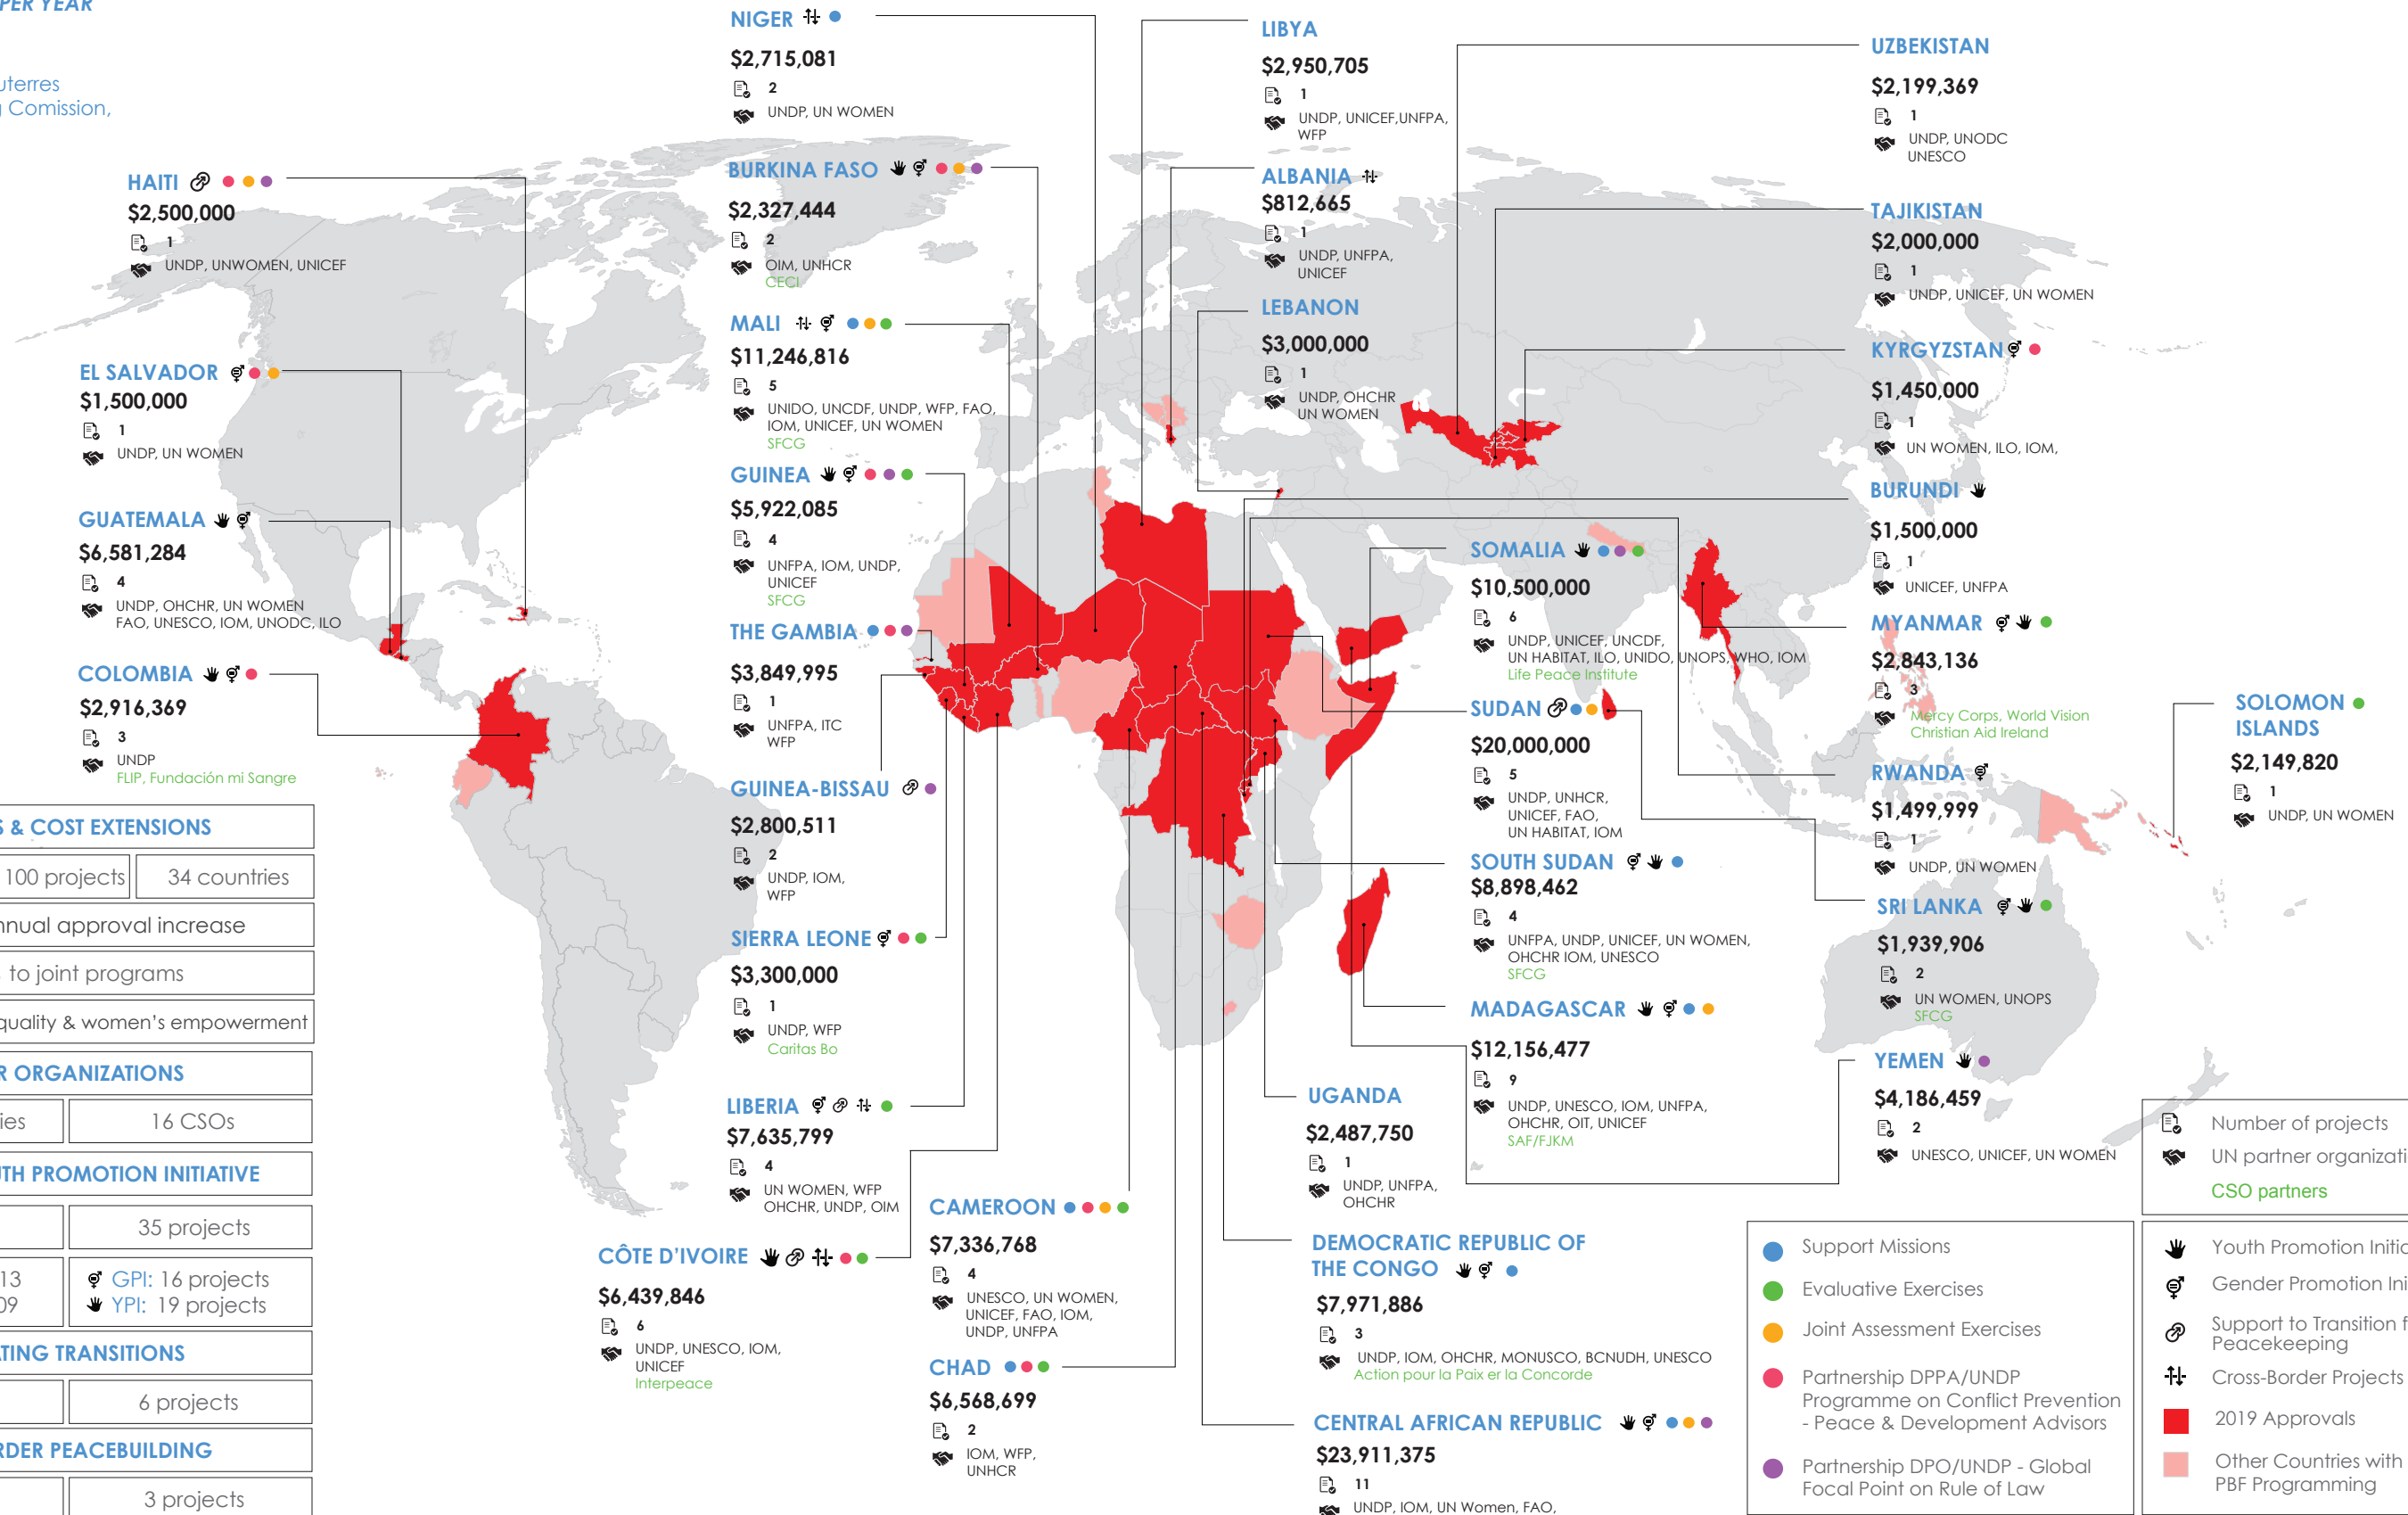 PER YEAR
uterres
g Comission,
HAITI
$2,500,000
1
UNDP, UNWOMEN, UNICEF
EL SALVADOR
$1,500,000
1
UNDP, UN WOMEN
GUATEMALA
$6,581,284
4
UNDP, OHCHR, UN WOMEN
FAO, UNESCO, IOM, UNODC, ILO
COLOMBIA
$2,916,369
3
UNDP
FLIP, Fundación mi Sangre
S & COST EXTENSIONS
100 projects
34 countries
nnual approval increase
to joint programs
quality & women's empowerment
R ORGANIZATIONS
ies
16 CSOs
UTH PROMOTION INITIATIVE
35 projects
13
09
GPI: 16 projects
YPI: 19 projects
ATING TRANSITIONS
6 projects
RDER PEACEBUILDING
3 projects
NIGER
$2,715,081
2
UNDP, UN WOMEN
BURKINA FASO
$2,327,444
2
OIM, UNHCR
CECI
MALI
$11,246,816
5
UNIDO, UNCDF, UNDP, WFP, FAO,
IOM, UNICEF, UN WOMEN
SFCG
GUINEA
$5,922,085
4
UNFPA, IOM, UNDP,
UNICEF
SFCG
THE GAMBIA
$3,849,995
1
UNFPA, ITC
WFP
GUINEA-BISSAU
$2,800,511
2
UNDP, IOM,
WFP
SIERRA LEONE
$3,300,000
1
UNDP, WFP
Caritas Bo
LIBERIA
$7,635,799
4
UN WOMEN, WFP
OHCHR, UNDP, OIM
CÔTE D'IVOIRE
$6,439,846
6
UNDP, UNESCO, IOM,
UNICEF
Interpeace
CAMEROON
$7,336,768
4
UNESCO, UN WOMEN,
UNICEF, FAO, IOM,
UNDP, UNFPA
CHAD
$6,568,699
2
IOM, WFP,
UNHCR
LIBYA
$2,950,705
1
UNDP, UNICEF,UNFPA,
WFP
ALBANIA
$812,665
1
UNDP, UNFPA,
UNICEF
LEBANON
$3,000,000
1
UNDP, OHCHR
UN WOMEN
SOMALIA
$10,500,000
6
UNDP, UNICEF, UNCDF,
UN HABITAT, ILO, UNIDO, UNOPS, WHO, IOM
Life Peace Institute
SUDAN
$20,000,000
5
UNDP, UNHCR,
UNICEF, FAO,
UN HABITAT, IOM
SOUTH SUDAN
$8,898,462
4
UNFPA, UNDP, UNICEF, UN WOMEN,
OHCHR IOM, UNESCO
SFCG
MADAGASCAR
$12,156,477
9
UNDP, UNESCO, IOM, UNFPA,
OHCHR, OIT, UNICEF
SAF/FJKM
UGANDA
$2,487,750
1
UNDP, UNFPA,
OHCHR
DEMOCRATIC REPUBLIC OF
THE CONGO
$7,971,886
3
UNDP, IOM, OHCHR, MONUSCO, BCNUDH, UNESCO
Action pour la Paix er la Concorde
CENTRAL AFRICAN REPUBLIC
$23,911,375
11
UNDP, IOM, UN Women, FAO,
UZBEKISTAN
$2,199,369
1
UNDP, UNODC
UNESCO
TAJIKISTAN
$2,000,000
1
UNDP, UNICEF, UN WOMEN
KYRGYZSTAN
$1,450,000
1
UN WOMEN, ILO, IOM,
BURUNDI
$1,500,000
1
UNICEF, UNFPA
MYANMAR
$2,843,136
3
Mercy Corps, World Vision
Christian Aid Ireland
RWANDA
$1,499,999
1
UNDP, UN WOMEN
SRI LANKA
$1,939,906
2
UN WOMEN, UNOPS
SFCG
YEMEN
$4,186,459
2
UNESCO, UNICEF, UN WOMEN
SOLOMON
ISLANDS
$2,149,820
1
UNDP, UN WOMEN
Number of projects
UN partner organizati
CSO partners
Support Missions
Evaluative Exercises
Joint Assessment Exercises
Partnership DPPA/UNDP
Programme on Conflict Prevention
- Peace & Development Advisors
Partnership DPO/UNDP - Global
Focal Point on Rule of Law
Youth Promotion Initia
Gender Promotion Ini
Support to Transition f
Peacekeeping
Cross-Border Projects
2019 Approvals
Other Countries with
PBF Programming